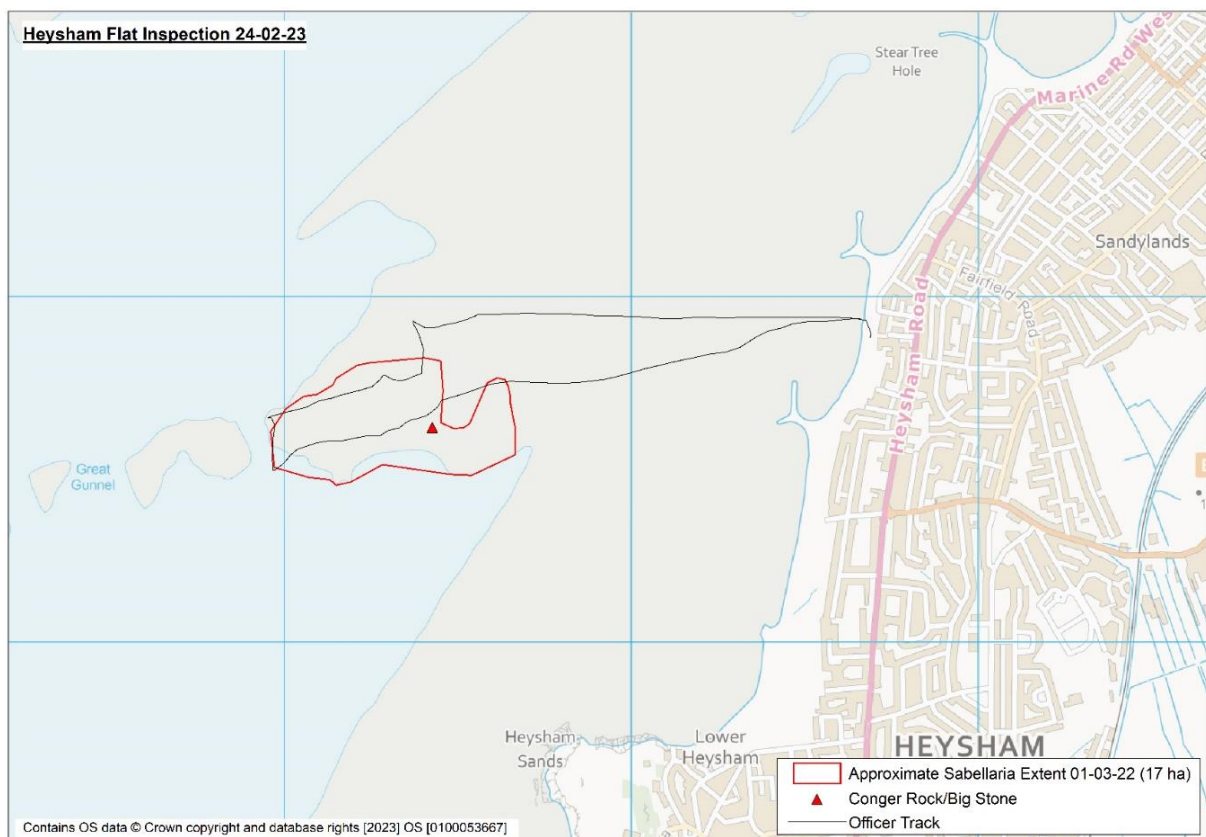 Heysham Flat Inspection 24-02-23
Stear Tree
Hole
Marine Rd Wes
Sandylands
Fairfield
Road
Heysham Road
Great
Gunnel
Heysham
Sands
Lower
Heysham
HEYSHAM
Approximate Sabellaria Extent 01-03-22 (17 ha)
Conger Rock/Big Stone
Officer Track
Contains OS data © Crown copyright and database rights [2023] OS [0100053667]